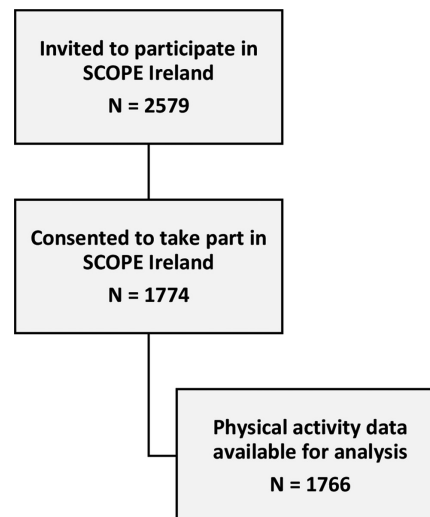 Invited to participate in
SCOPE Ireland
N = 2579
Consented to take part in
SCOPE Ireland
N = 1774
Physical activity data
available for analysis
N = 1766